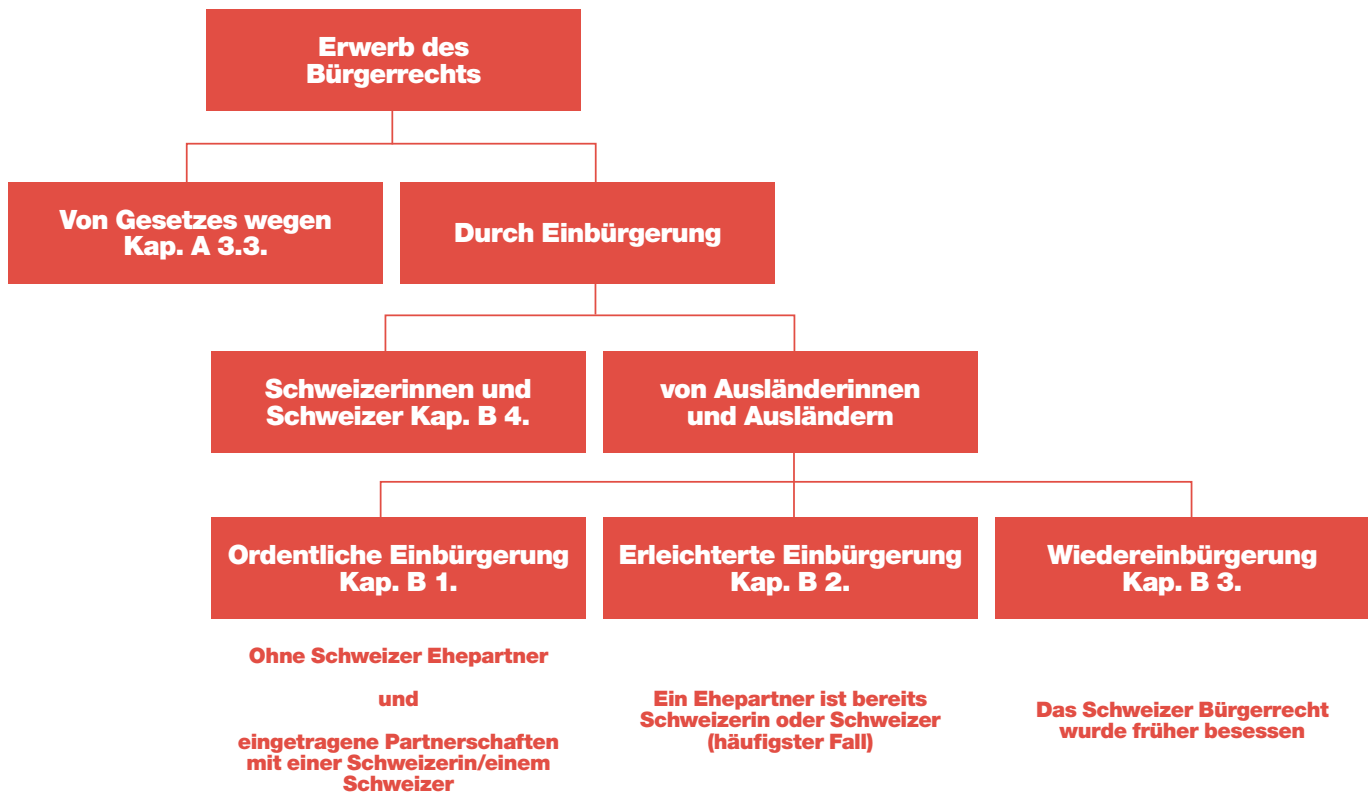 Erwerb des
Bürgerrechts
Von Gesetzes wegen
Kap. A 3.3.
Durch Einbürgerung
Schweizerinnen und
Schweizer Kap. B 4.
von Ausländerinnen
und Ausländern
Ordentliche Einbürgerung
Kap. B 1.
Erleichterte Einbürgerung
Kap. B 2.
Wiedereinbürgerung
Kap. B 3.
Ohne Schweizer Ehepartner
und
eingetragene Partnerschaften
mit einer Schweizerin/einem
Schweizer
Ein Ehepartner ist bereits
Schweizerin oder Schweizer
(häufigster Fall)
Das Schweizer Bürgerrecht
wurde früher besessen